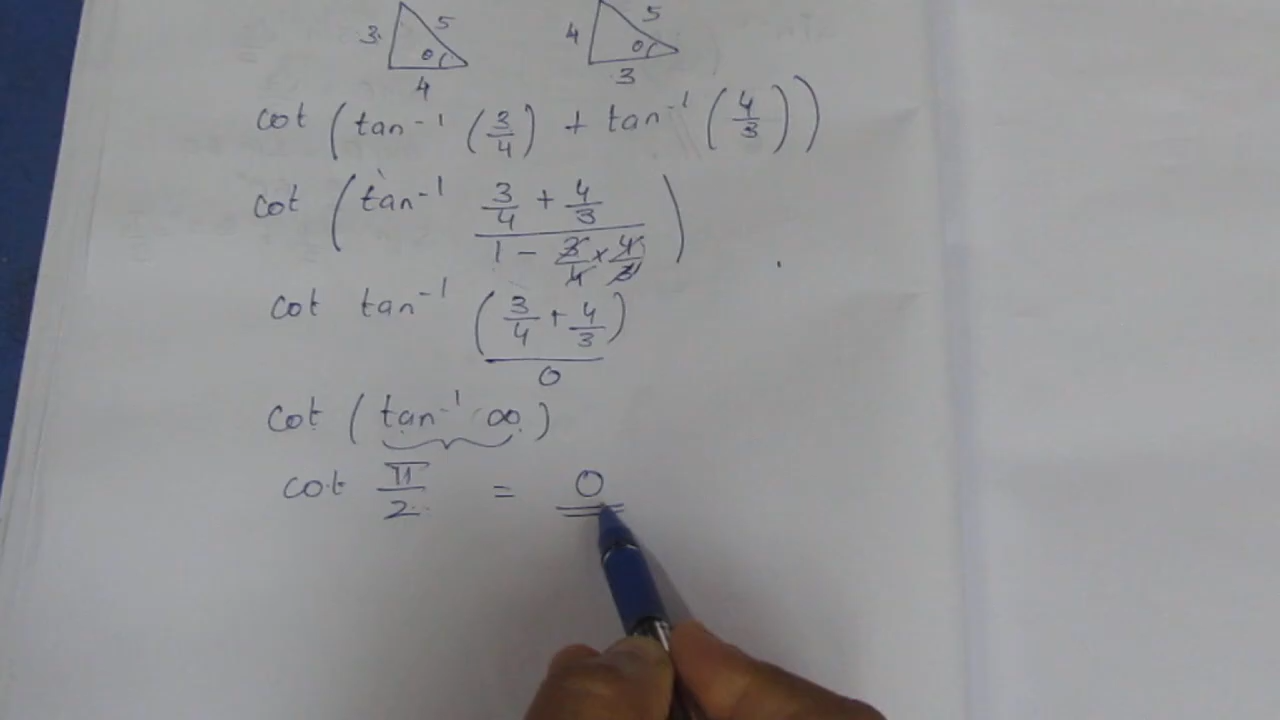 3 5 θ 4 4 5 θ 3
cot (tan⁻¹ (3/4) + tan⁻¹ (4/3))
cot (tan⁻¹ (3/4 + 4/3)/(1 - 3/4 × 4/3))
cot tan⁻¹ (3/4 + 4/3)/0
cot (tan⁻¹ ∞)
cot π/2 = 0